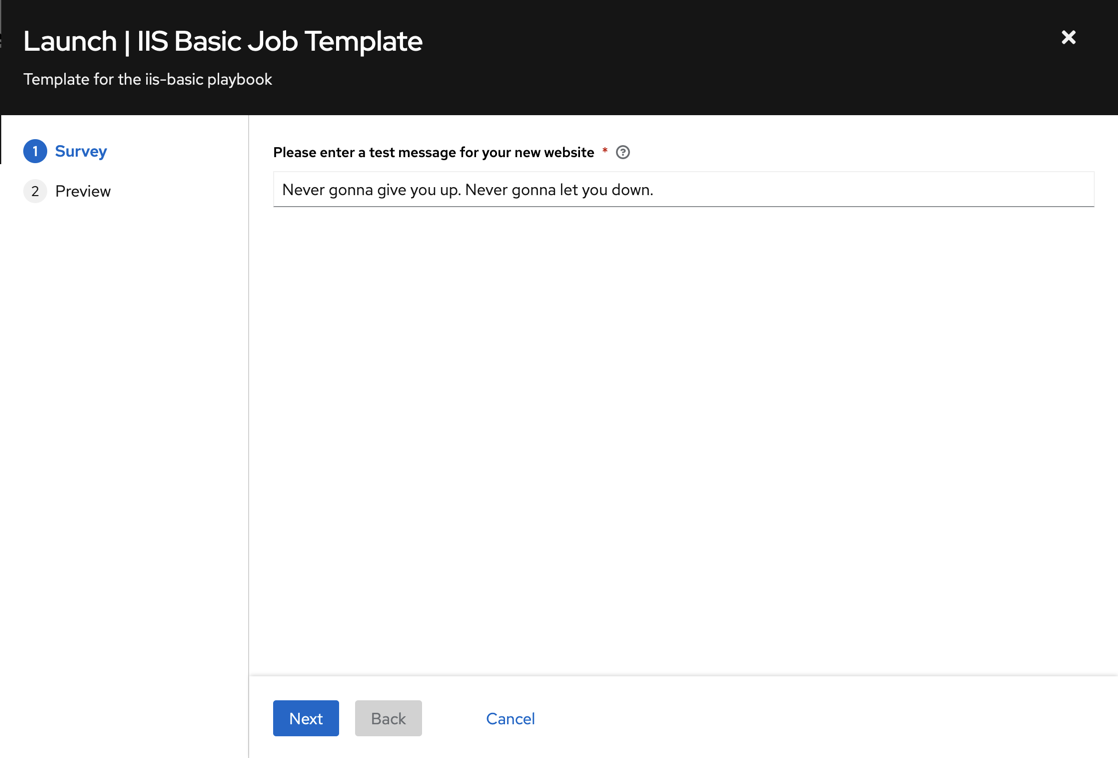 Launch | IIS Basic Job Template
Template for the iis-basic playbook
1 Survey
2 Preview
Please enter a test message for your new website *
Never gonna give you up. Never gonna let you down.
Next
Back
Cancel